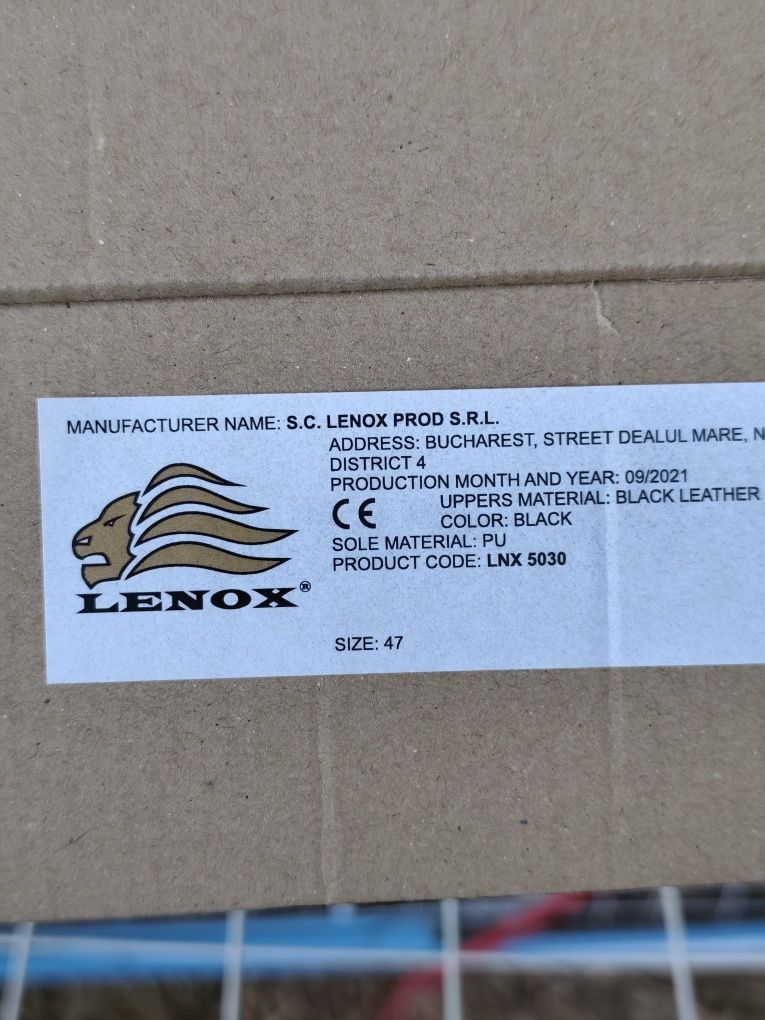 MANUFACTURER NAME: S.C. LENOX PROD S.R.L.
ADDRESS: BUCHAREST, STREET DEALUL MARE,
DISTRICT 4
PRODUCTION MONTH AND YEAR: 09/2021
CE UPPERS MATERIAL: BLACK LEATHER
COLOR: BLACK
SOLE MATERIAL: PU
PRODUCT CODE: LNX 5030
LENOX®
SIZE: 47